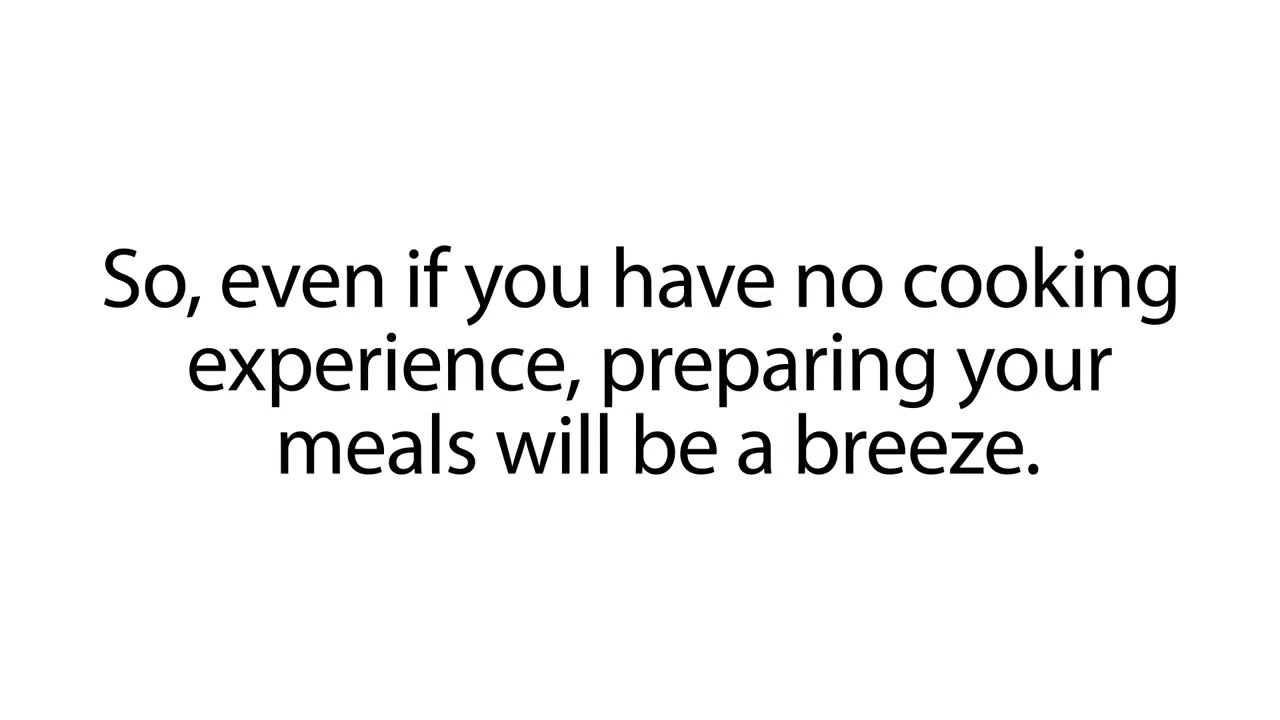 So, even if you have no cooking
experience, preparing your
meals will be a breeze.